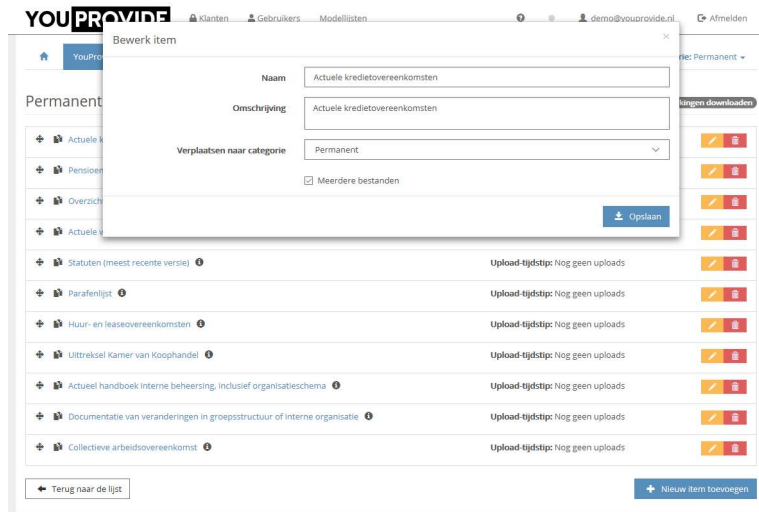 YOUPROVIDE Klanten Gebruikers Modellijsten demo@youprovide.nl Afmelden
Bewerk item ×
YouPro rie: Permanent
Naam Actuele kredietovereenkomsten
Permanent kingen downloaden
Omschrijving Actuele kredietovereenkomsten
Actuele k
Verplaatsen naar categorie Permanent
Pensioen
Meerdere bestanden
Overzich
Opslaan
Actuele v
Statuten (meest recente versie) Upload-tijdstip: Nog geen uploads
Parafenlijst Upload-tijdstip: Nog geen uploads
Huur- en leaseovereenkomsten Upload-tijdstip: Nog geen uploads
Uittreksel Kamer van Koophandel Upload-tijdstip: Nog geen uploads
Actueel handboek interne beheersing, inclusief organisatieschema Upload-tijdstip: Nog geen uploads
Documentatie van veranderingen in groepsstructuur of interne organisatie Upload-tijdstip: Nog geen uploads
Collectieve arbeidsovereenkomst Upload-tijdstip: Nog geen uploads
Terug naar de lijst Nieuw item toevoegen